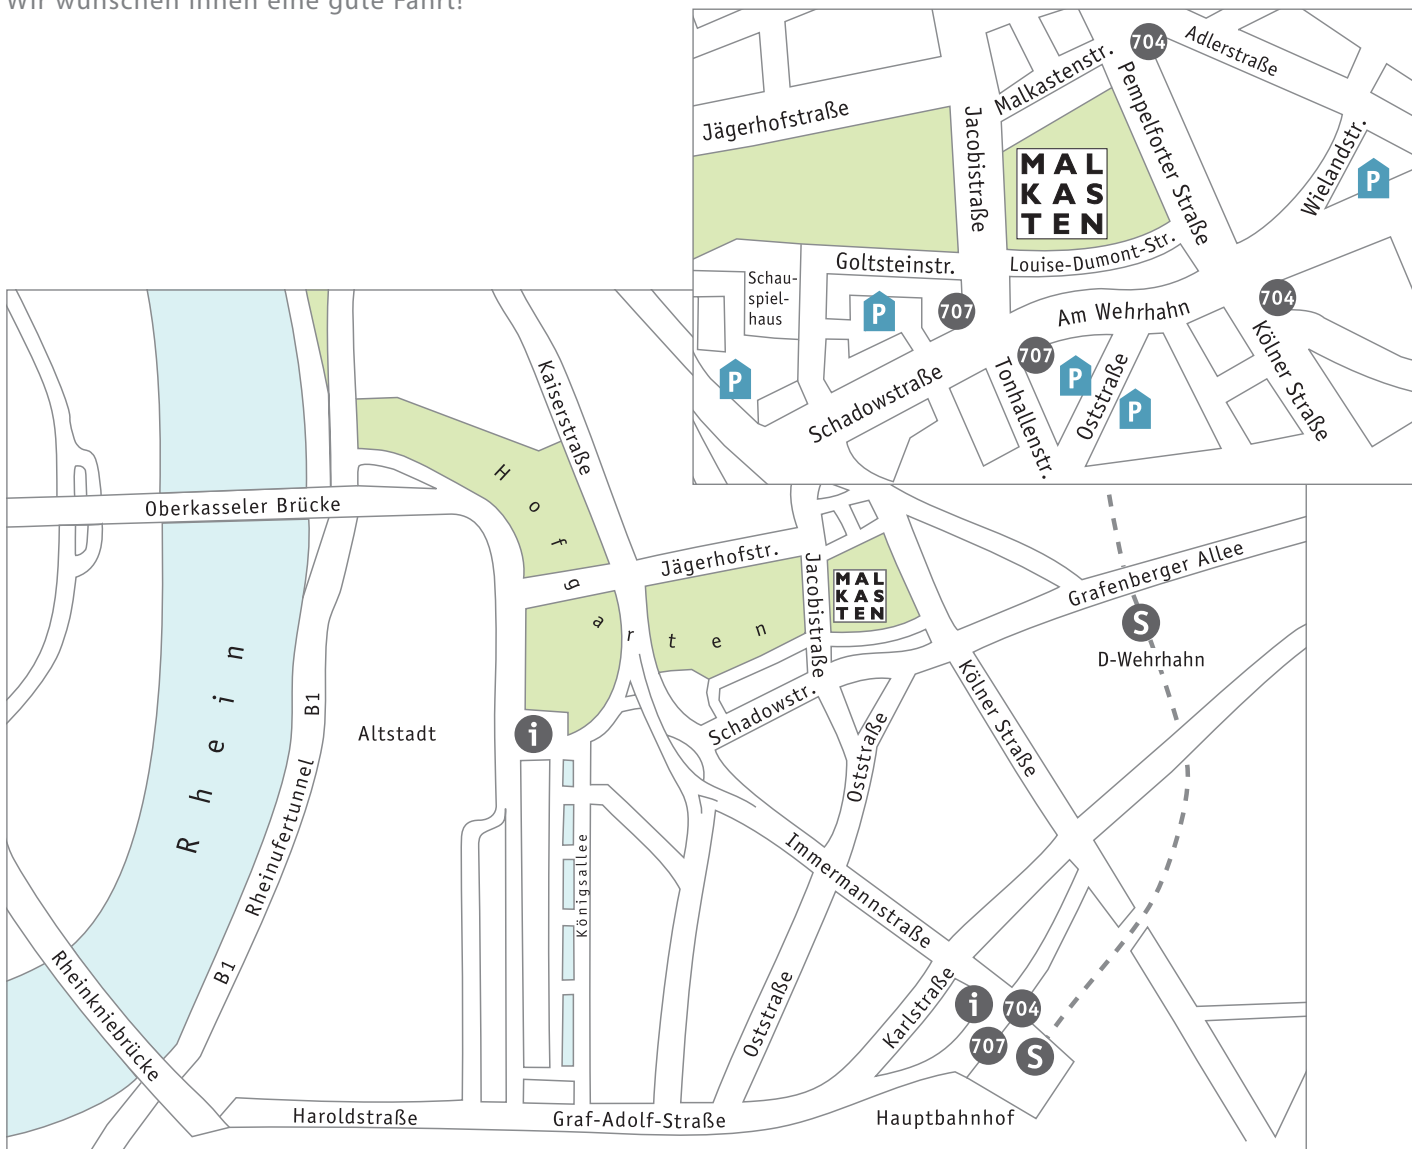 Wir wünschen Ihnen eine gute Fahrt!
704
Adlerstraße
Malkastenstr.
Pempelforter Straße
Jägerhofstraße
Jacobistraße
MAL
KAS
TEN
Wielandstr.
P
Goltsteinstr.
Louise-Dumont-Str.
Schau-
spiel-
haus
P
707
Am Wehrhahn
704
Kölner Straße
707
P
P
Tonhallenstr.
Oststraße
P
Schadowstraße
Kaiserstraße
Hofgarten
Oberkasseler Brücke
Jägerhofstr.
Jacobistraße
MAL
KAS
TEN
Grafenberger Allee
S
D-Wehrhahn
Rhein
B1
Altstadt
i
Schadowstr.
Oststraße
Kölner Straße
Rheinufertunnel
Königsallee
Immermannstraße
B1
Rheinkniebrücke
Oststraße
Karlstraße
i
704
707
S
Haroldstraße
Graf-Adolf-Straße
Hauptbahnhof